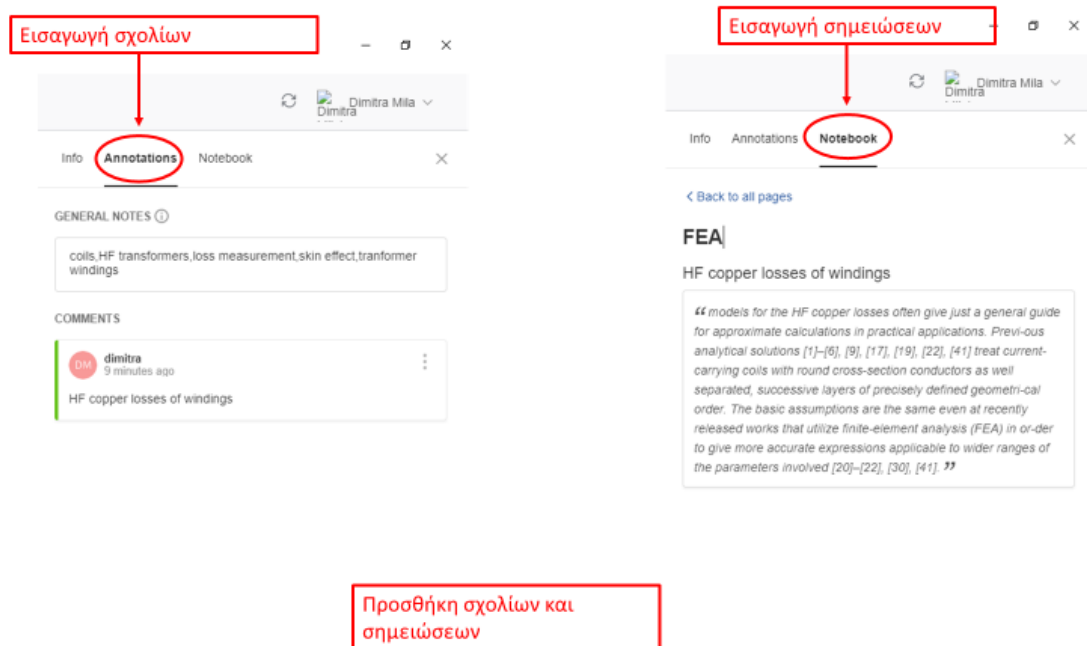 Εισαγωγή σχολίων
Dimitra
Dimitra Mila
Info Annotations Notebook
GENERAL NOTES
coils,HF transformers,loss measurement,skin effect,tranformer
windings
COMMENTS
DM
dimitra
9 minutes ago
HF copper losses of windings
Εισαγωγή σημειώσεων
Dimitra
Dimitra Mila
Info Annotations Notebook
< Back to all pages
FEA
HF copper losses of windings
“ models for the HF copper losses often give just a general guide
for approximate calculations in practical applications. Previ-ous
analytical solutions [1]–[6], [9], [17], [19], [22], [41] treat current-
carrying coils with round cross-section conductors as well
separated, successive layers of precisely defined geometri-cal
order. The basic assumptions are the same even at recently
released works that utilize finite-element analysis (FEA) in or-der
to give more accurate expressions applicable to wider ranges of
the parameters involved [20]–[22], [30], [41]. ”
Προσθήκη σχολίων και
σημειώσεων